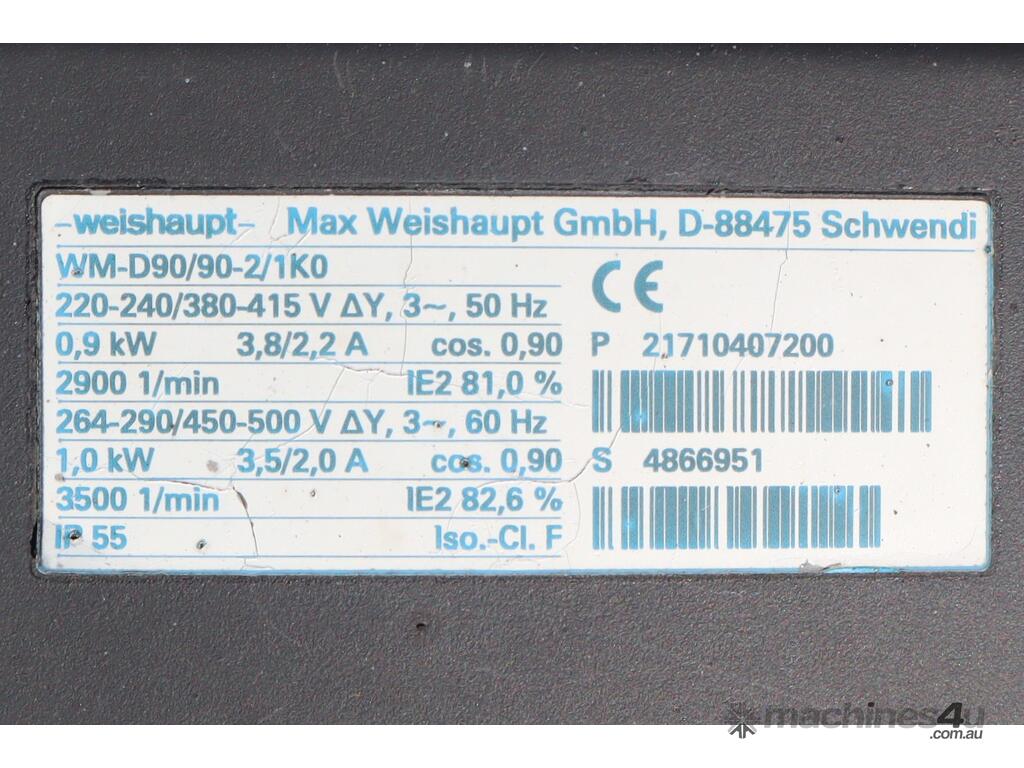 -weishaupt- Max Weishaupt GmbH, D-88475 Schwendi
WM-D90/90-2/1K0
220-240/380-415 V ΔY, 3~, 50 Hz
0,9 kW 3,8/2,2 A cos. 0,90
2900 1/min IE2 81,0 %
264-290/450-500 V ΔY, 3~, 60 Hz
1,0 kW 3,5/2,0 A cos. 0,90
3500 1/min IE2 82,6 %
IP 55 Iso.-Cl. F
CE
P 21710407200
S 4866951
machines4u
.com.au